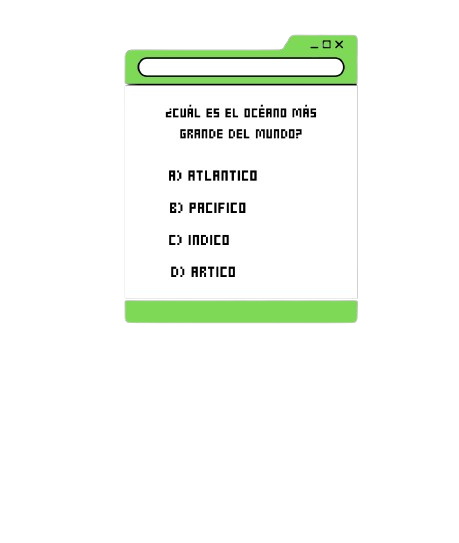 ¿CUÁL ES EL OCÉANO MÁS
GRANDE DEL MUNDO?
A) ATLANTICO
B) PACIFICO
C) INDICO
D) ARTICO